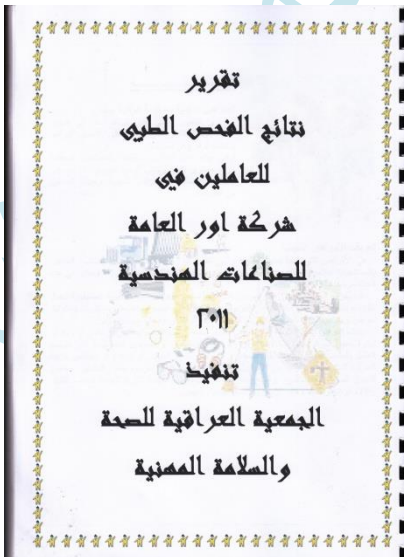 تقرير
نتائج الفحص الطبي
للعاملين في
شركة اور العامة
للصناعات الهندسية
٢٠١١
تنفيذ
الجمعية العراقية للصحة
والسلامة المهنية